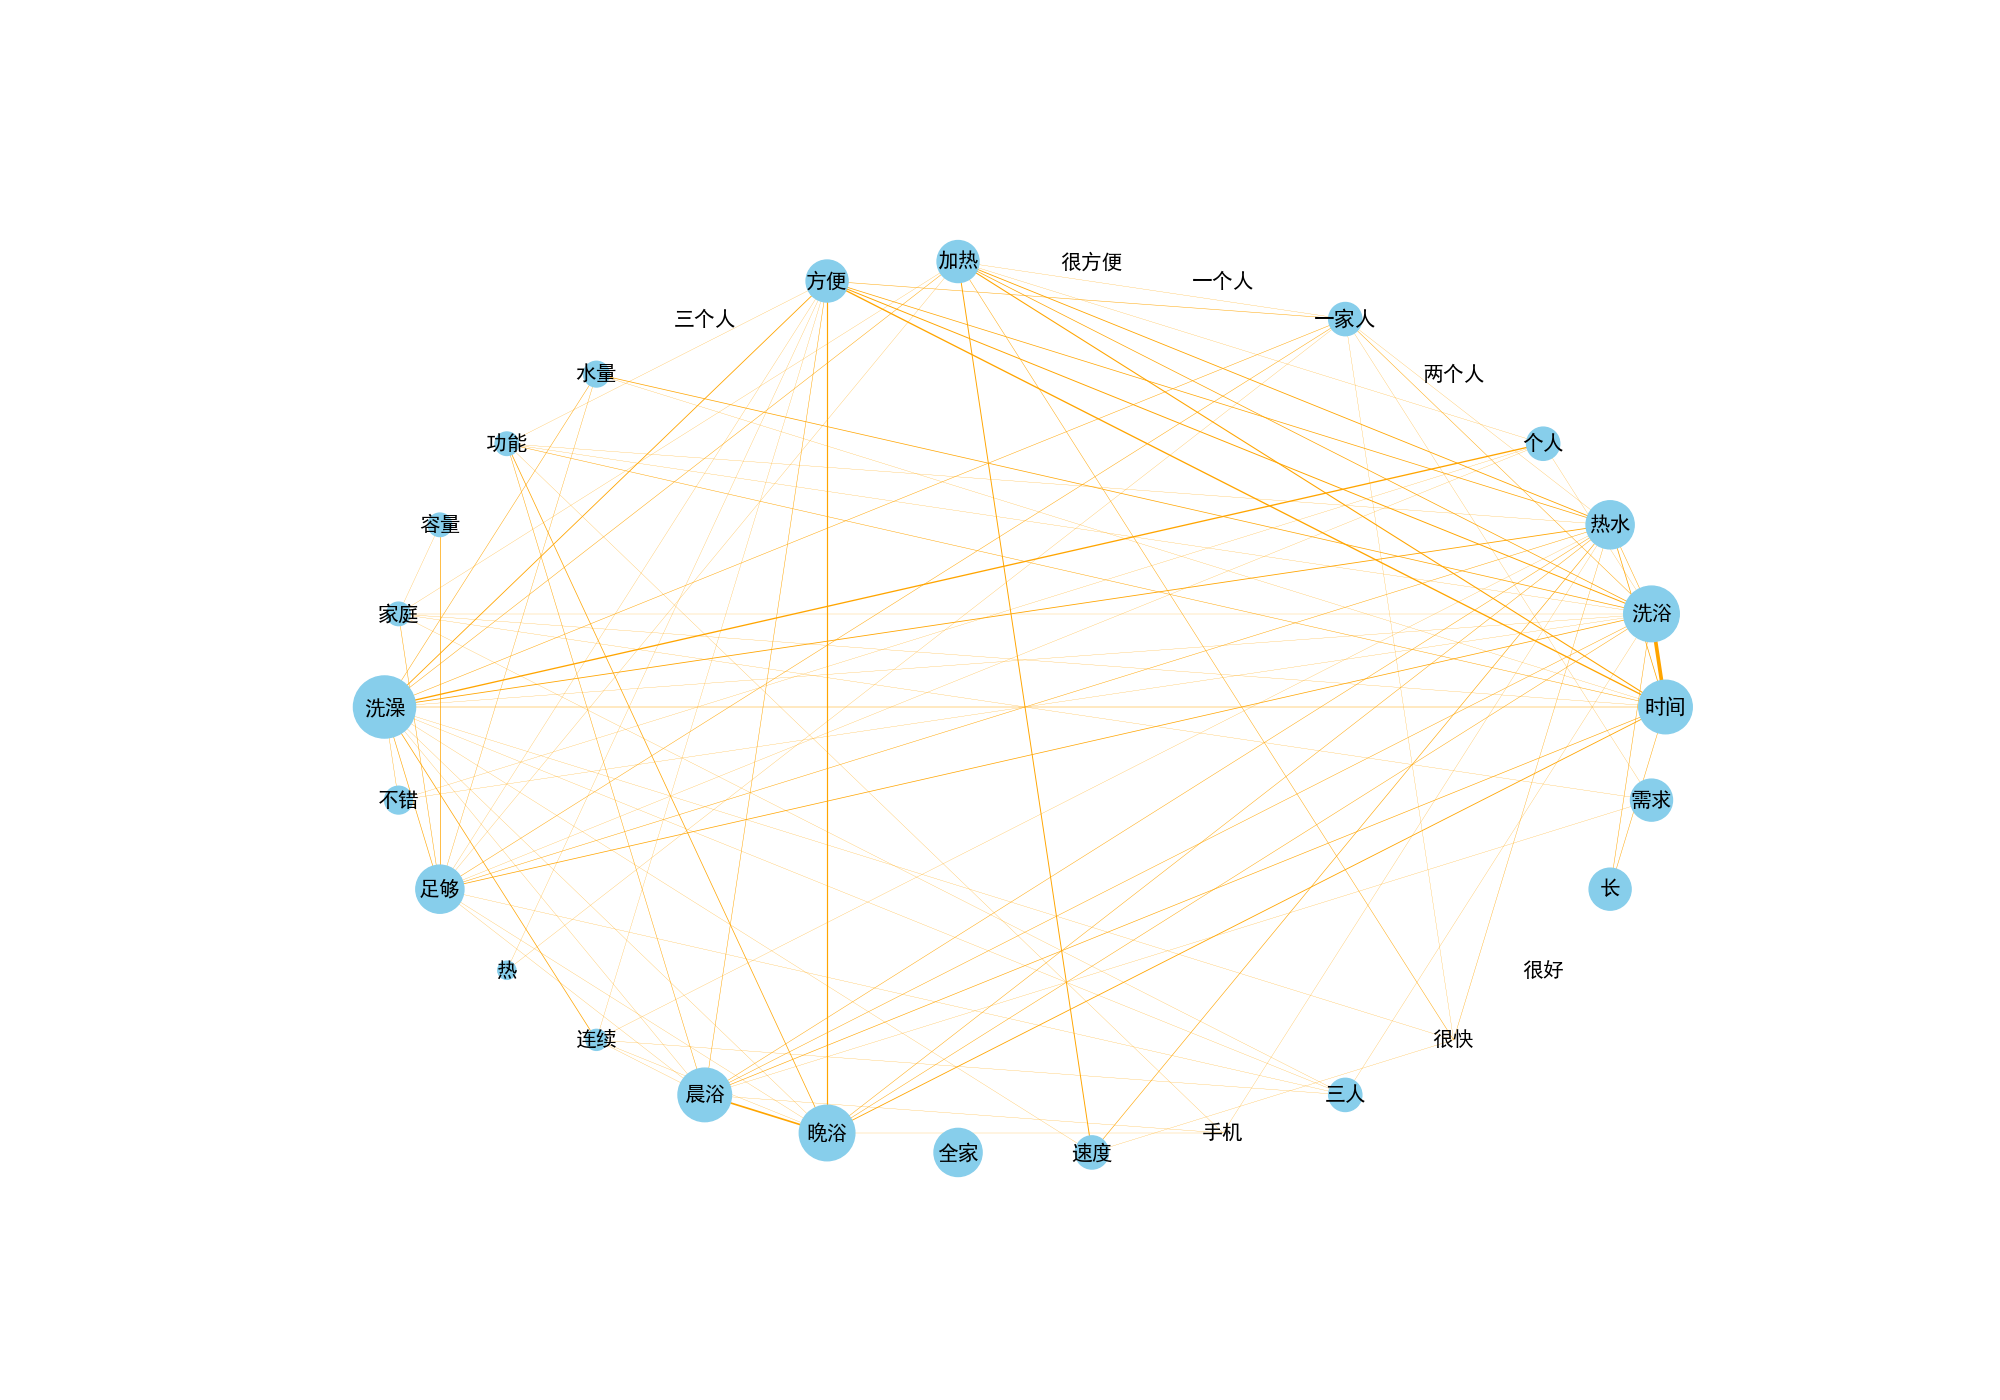 加热
很方便
方便
一个人
三个人
一家人
水量
两个人
功能
个人
容量
热水
家庭
洗浴
洗澡
时间
不错
需求
足够
长
热
很好
连续
很快
晨浴
三人
晚浴
手机
全家
速度